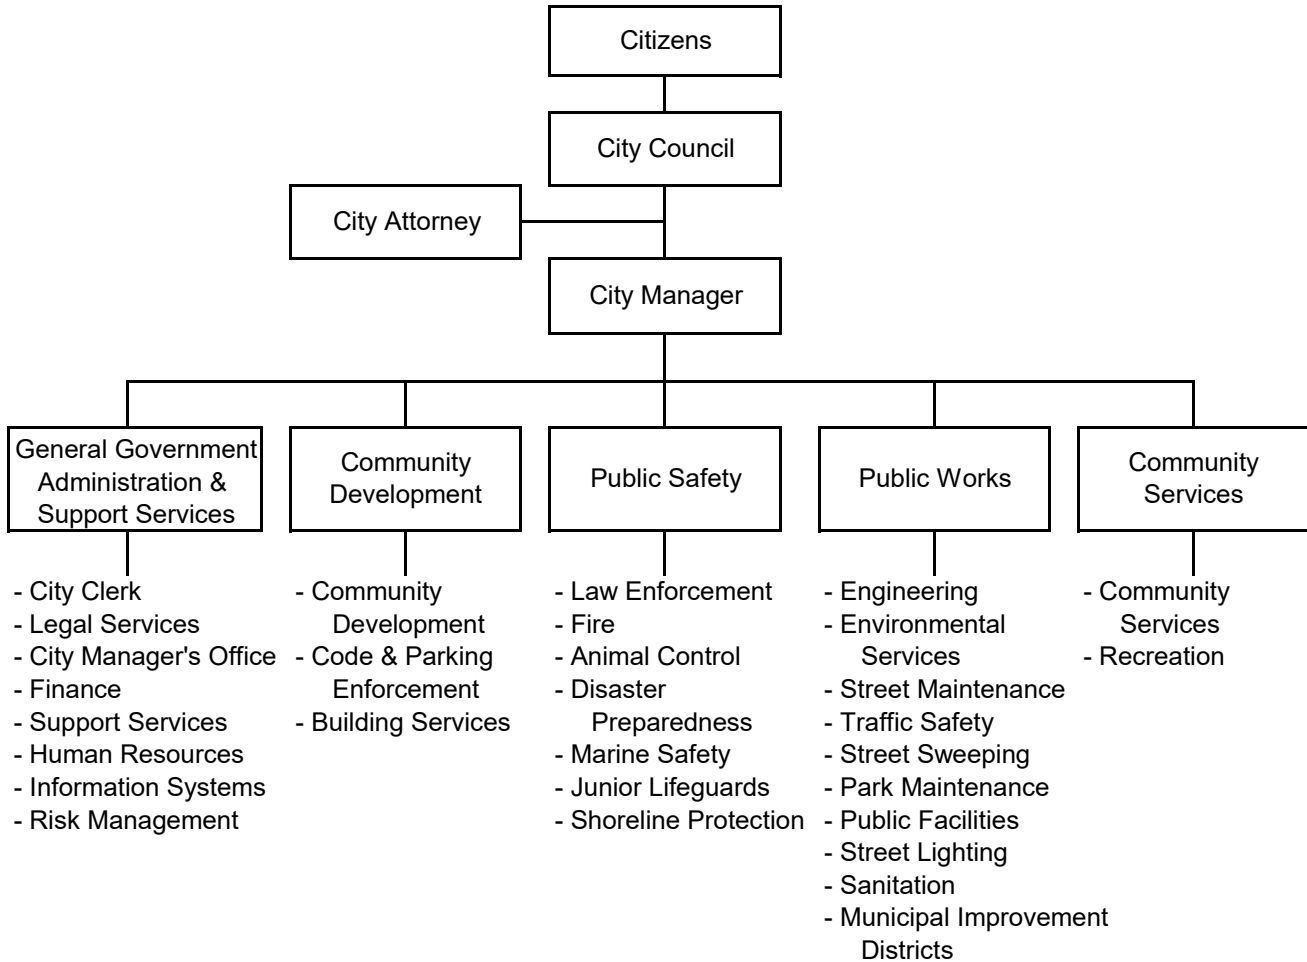 Citizens
City Council
City Attorney
City Manager
General Government
Administration &
Support Services
- City Clerk
- Legal Services
- City Manager's Office
- Finance
- Support Services
- Human Resources
- Information Systems
- Risk Management
Community
Development
- Community
Development
- Code & Parking
Enforcement
- Building Services
Public Safety
- Law Enforcement
- Fire
- Animal Control
- Disaster
Preparedness
- Marine Safety
- Junior Lifeguards
- Shoreline Protection
Public Works
- Engineering
- Environmental
Services
- Street Maintenance
- Traffic Safety
- Street Sweeping
- Park Maintenance
- Public Facilities
- Street Lighting
- Sanitation
- Municipal Improvement
Districts
Community
Services
- Community
Services
- Recreation